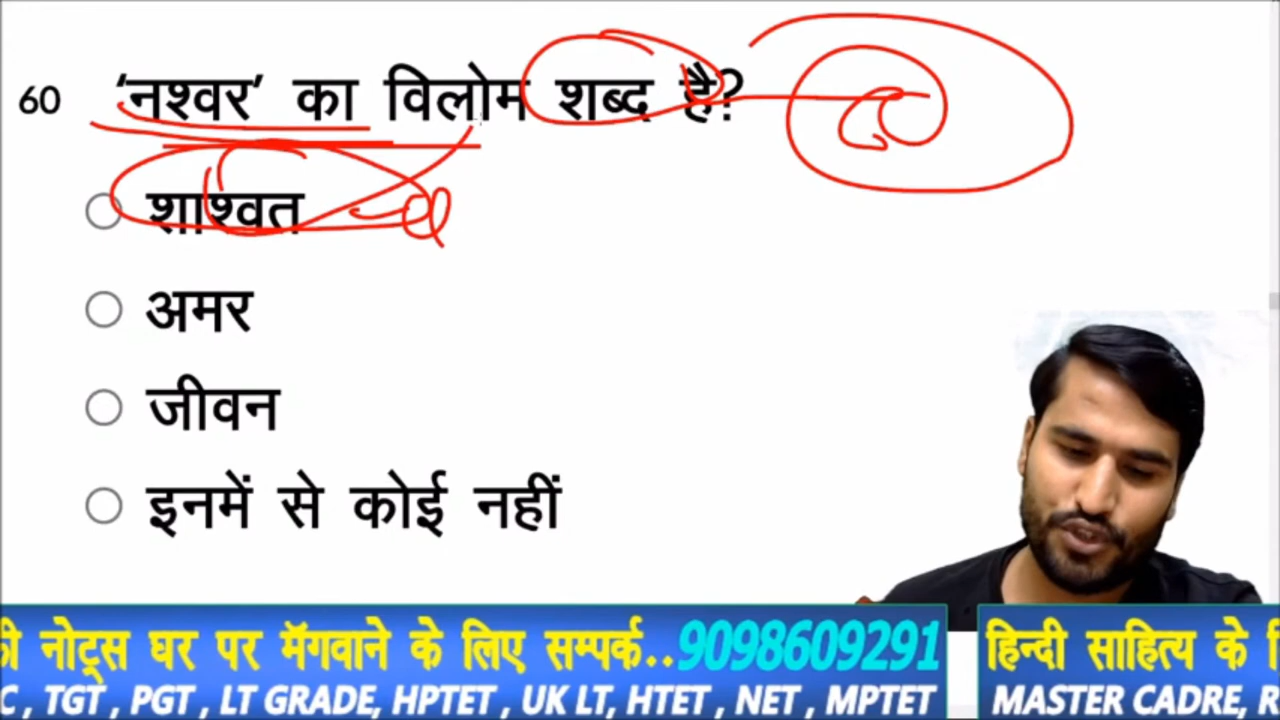 60 'नश्वर' का विलोम शब्द है?
शाश्वत
अमर
जीवन
इनमें से कोई नहीं
नोट्स घर पर मॅगवाने के लिए सम्पर्क..9098609291
हिन्दी साहित्य के
C , TGT , PGT , LT GRADE, HPTET , UK LT, HTET , NET , MPTET
MASTER CADRE, R